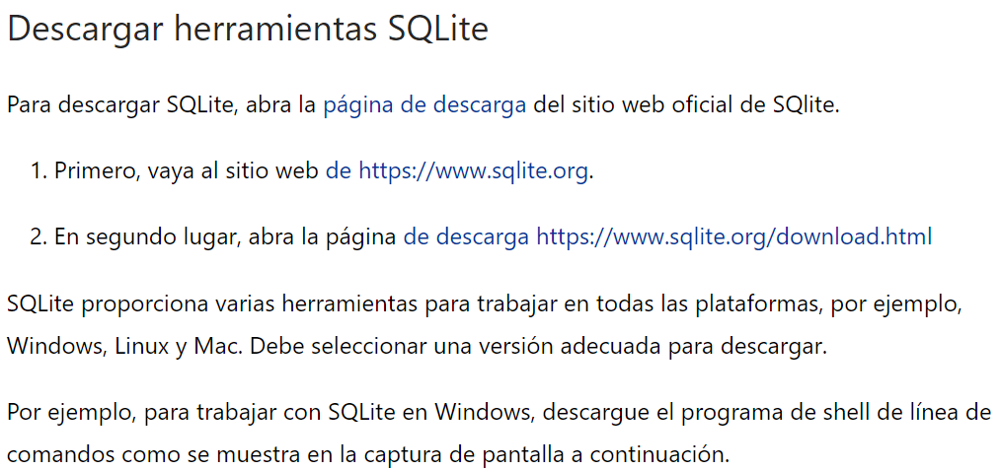 Descargar herramientas SQLite
Para descargar SQLite, abra la página de descarga del sitio web oficial de SQlite.
1. Primero, vaya al sitio web de https://www.sqlite.org.
2. En segundo lugar, abra la página de descarga https://www.sqlite.org/download.html
SQLite proporciona varias herramientas para trabajar en todas las plataformas, por ejemplo,
Windows, Linux y Mac. Debe seleccionar una versión adecuada para descargar.
Por ejemplo, para trabajar con SQLite en Windows, descargue el programa de shell de línea de
comandos como se muestra en la captura de pantalla a continuación.